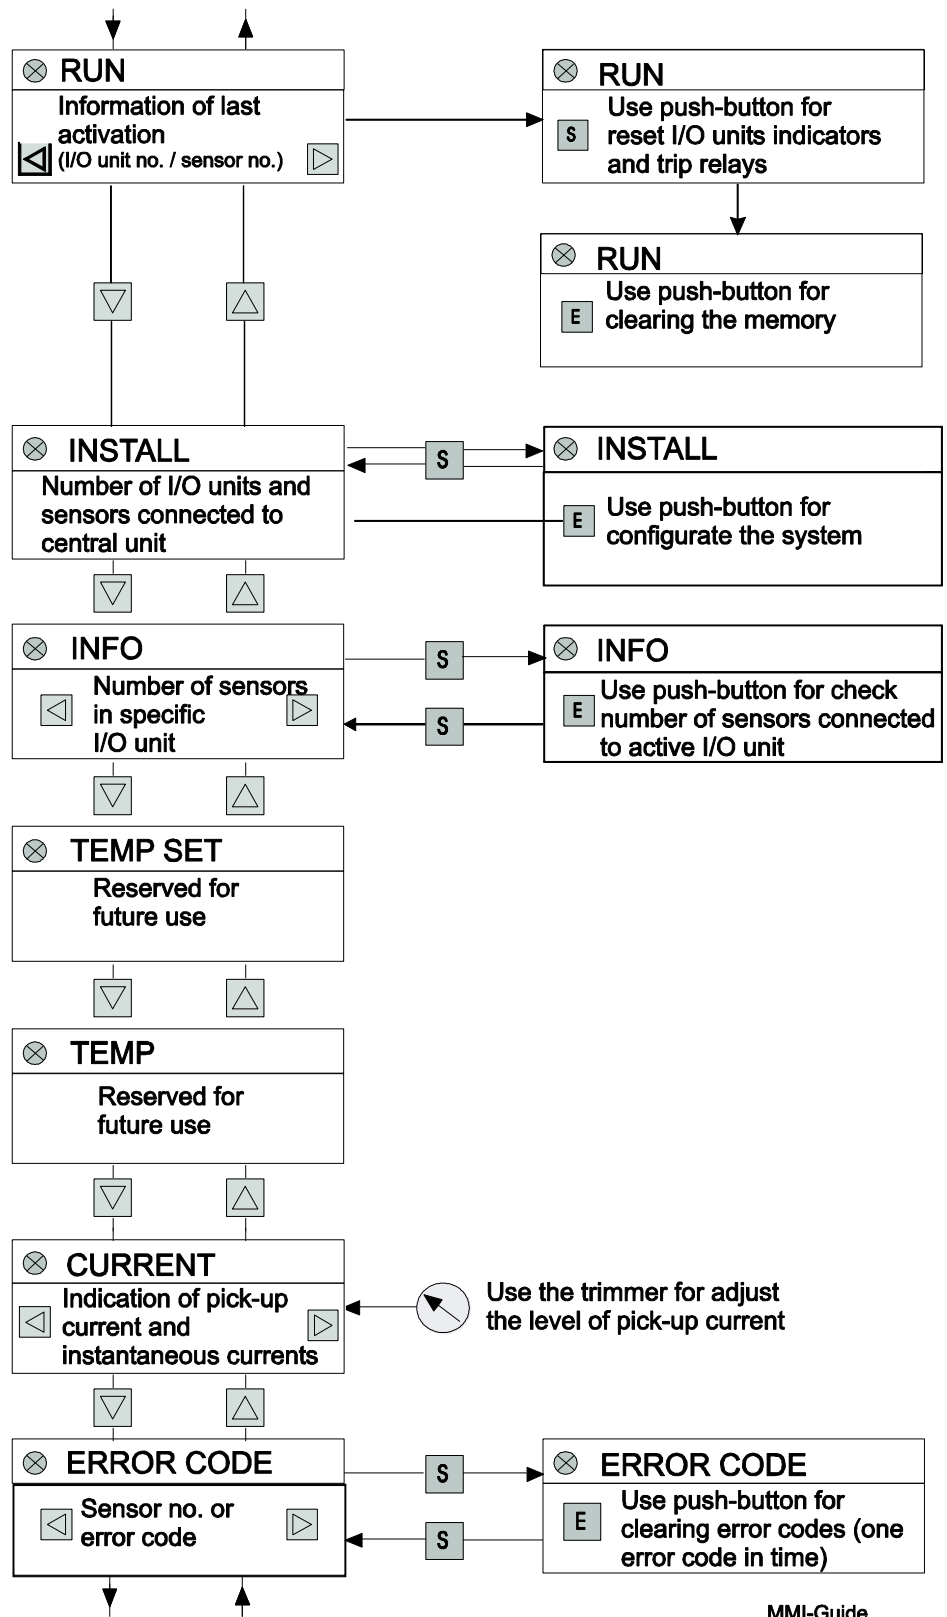 RUN
Information of last
activation
(I/O unit no. / sensor no.)
RUN
Use push-button for
S
reset I/O units indicators
and trip relays
RUN
Use push-button for
E
clearing the memory
INSTALL
Number of I/O units and
sensors connected to
central unit
S
INSTALL
E
Use push-button for
configurate the system
INFO
Number of sensors
in specific
I/O unit
S
S
INFO
E
Use push-button for check
number of sensors connected
to active I/O unit
TEMP SET
Reserved for
future use
TEMP
Reserved for
future use
CURRENT
Indication of pick-up
current and
instantaneous currents
Use the trimmer for adjust
the level of pick-up current
ERROR CODE
Sensor no. or
error code
S
S
ERROR CODE
E
Use push-button for
clearing error codes (one
error code in time)
MMI-Guide